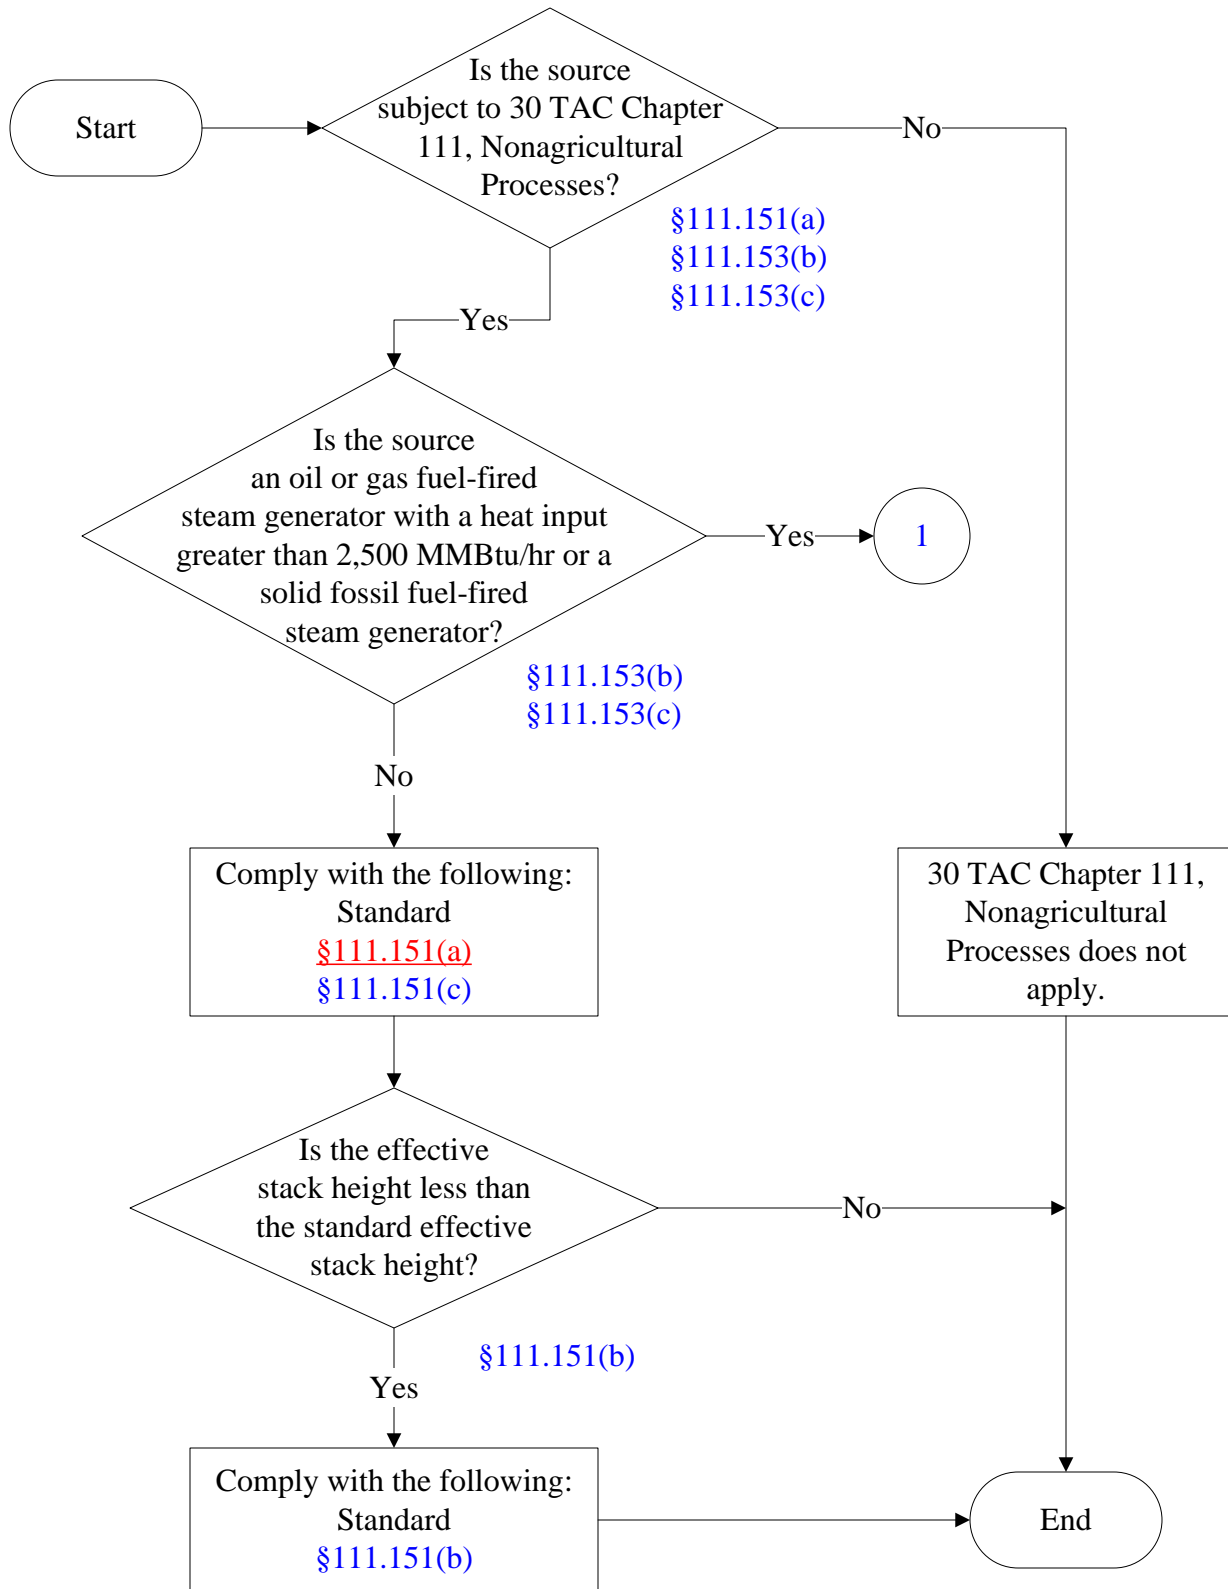 Start
Is the source
subject to 30 TAC Chapter
111, Nonagricultural
Processes?
No
§111.151(a)
§111.153(b)
§111.153(c)
Yes
Is the source
an oil or gas fuel-fired
steam generator with a heat input
greater than 2,500 MMBtu/hr or a
solid fossil fuel-fired
steam generator?
Yes
1
§111.153(b)
§111.153(c)
No
Comply with the following:
Standard
§111.151(a)
§111.151(c)
30 TAC Chapter 111,
Nonagricultural
Processes does not
apply.
Is the effective
stack height less than
the standard effective
stack height?
No
§111.151(b)
Yes
Comply with the following:
Standard
§111.151(b)
End